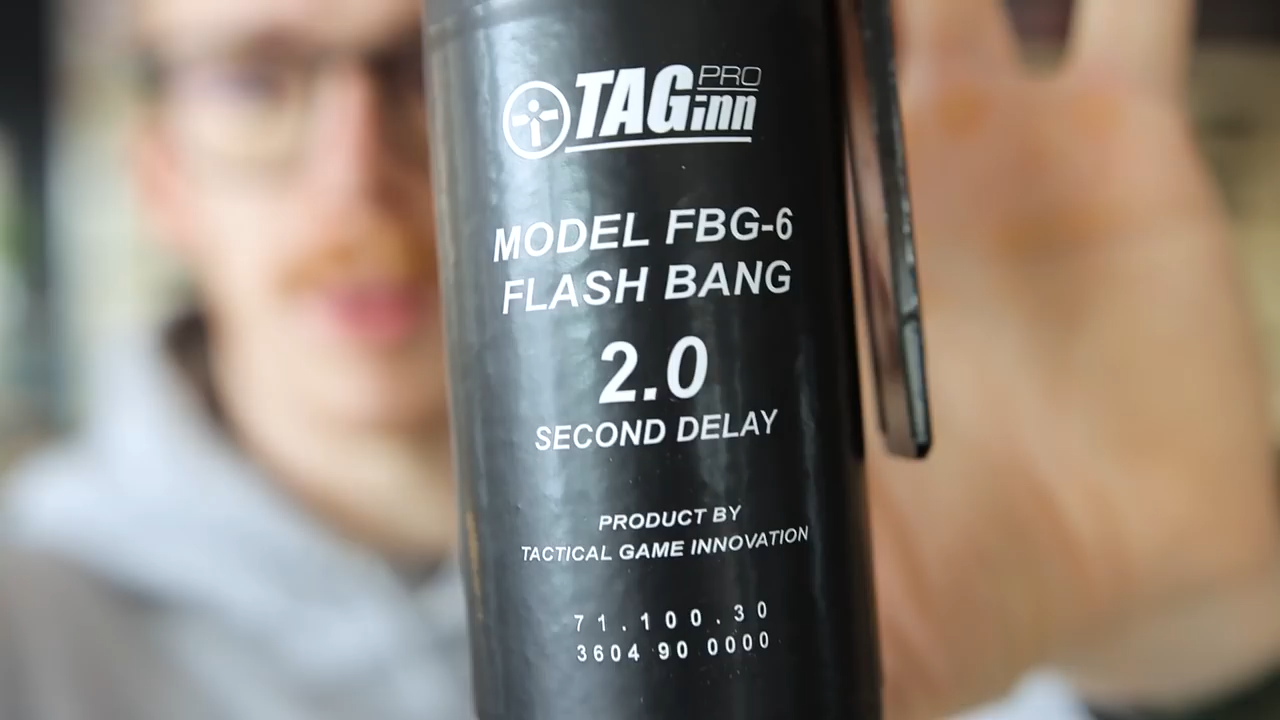 TAGinn PRO
MODEL FBG-6
FLASH BANG
2.0
SECOND DELAY
PRODUCT BY
TACTICAL GAME INNOVATION
71.100.30
3604 90 0000